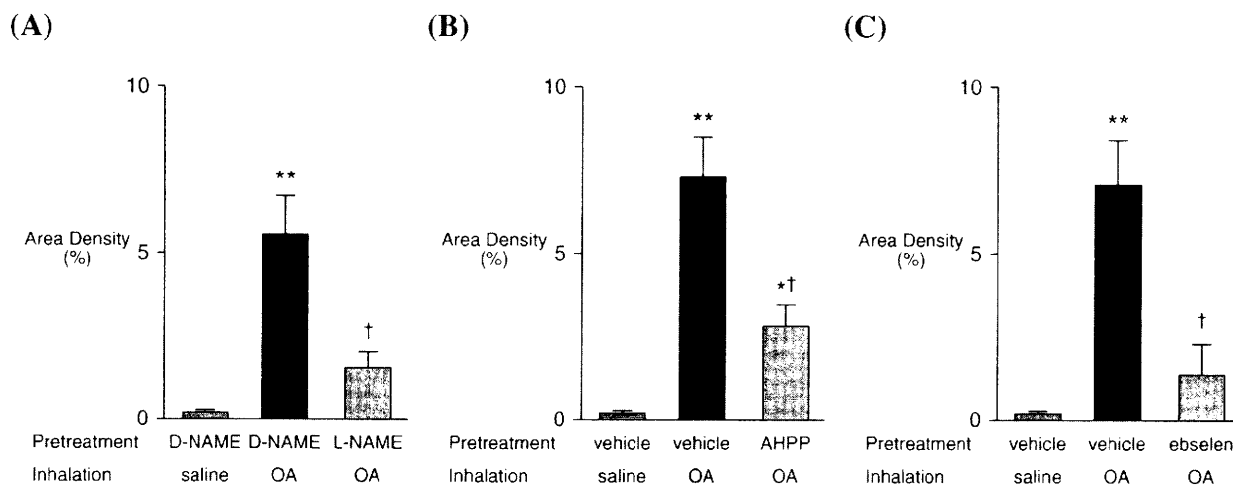 (A) (B) (C)
10 10 10
** ** **
Area Density (%) 5 Area Density (%) 5 Area Density (%) 5
† *† †
0 0 0
Pretreatment D-NAME D-NAME L-NAME Pretreatment vehicle vehicle AHPP Pretreatment vehicle vehicle ebselen
Inhalation saline OA OA Inhalation saline OA OA Inhalation saline OA OA